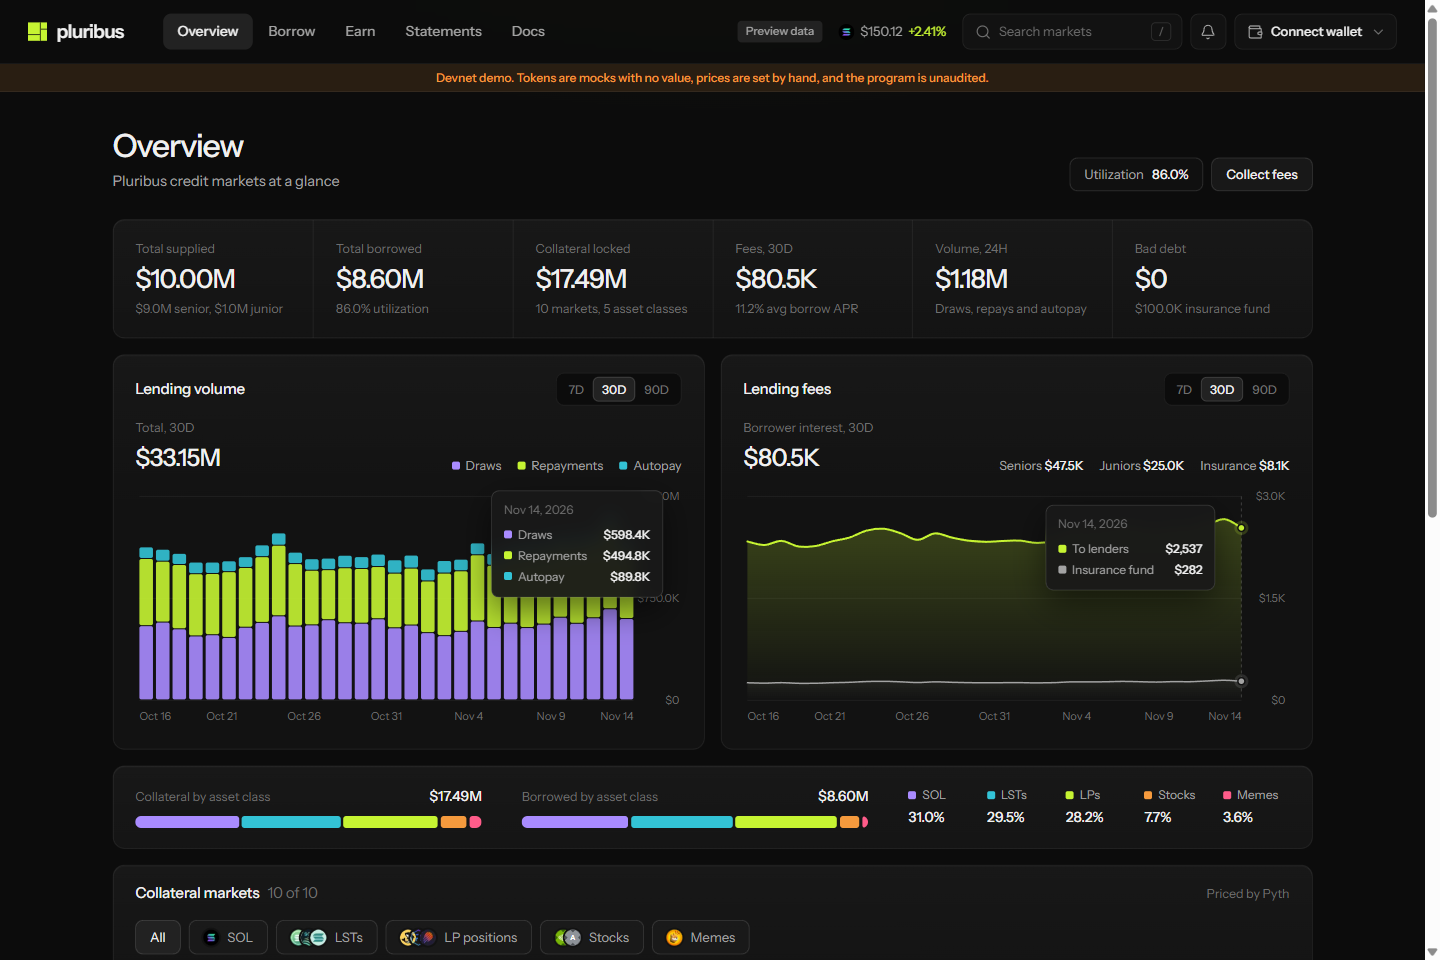 pluribus
Overview Borrow Earn Statements Docs
Preview data
$150.12 +2.41%
Search markets /
Connect wallet
Devnet demo. Tokens are mocks with no value, prices are set by hand, and the program is unaudited.
Overview
Pluribus credit markets at a glance
Utilization 86.0%
Collect fees
Total supplied
$10.00M
$9.0M senior, $1.0M junior
Total borrowed
$8.60M
86.0% utilization
Collateral locked
$17.49M
10 markets, 5 asset classes
Fees, 30D
$80.5K
11.2% avg borrow APR
Volume, 24H
$1.18M
Draws, repays and autopay
Bad debt
$0
$100.0K insurance fund
Lending volume
7D 30D 90D
Total, 30D
$33.15M
Draws Repayments Autopay
Nov 14, 2026
Draws $598.4K
Repayments $494.8K
Autopay $89.8K
$0
Oct 16 Oct 21 Oct 26 Oct 31 Nov 4 Nov 9 Nov 14
Lending fees
7D 30D 90D
Borrower interest, 30D
$80.5K
Seniors $47.5K Juniors $25.0K Insurance $8.1K
$3.0K
Nov 14, 2026
To lenders $2,537
Insurance fund $282
$1.5K
$0
Oct 16 Oct 21 Oct 26 Oct 31 Nov 4 Nov 9 Nov 14
Collateral by asset class $17.49M
Borrowed by asset class $8.60M
SOL LSTs LPs Stocks Memes
31.0% 29.5% 28.2% 7.7% 3.6%
Collateral markets 10 of 10
Priced by Pyth
All SOL LSTs LP positions Stocks Memes